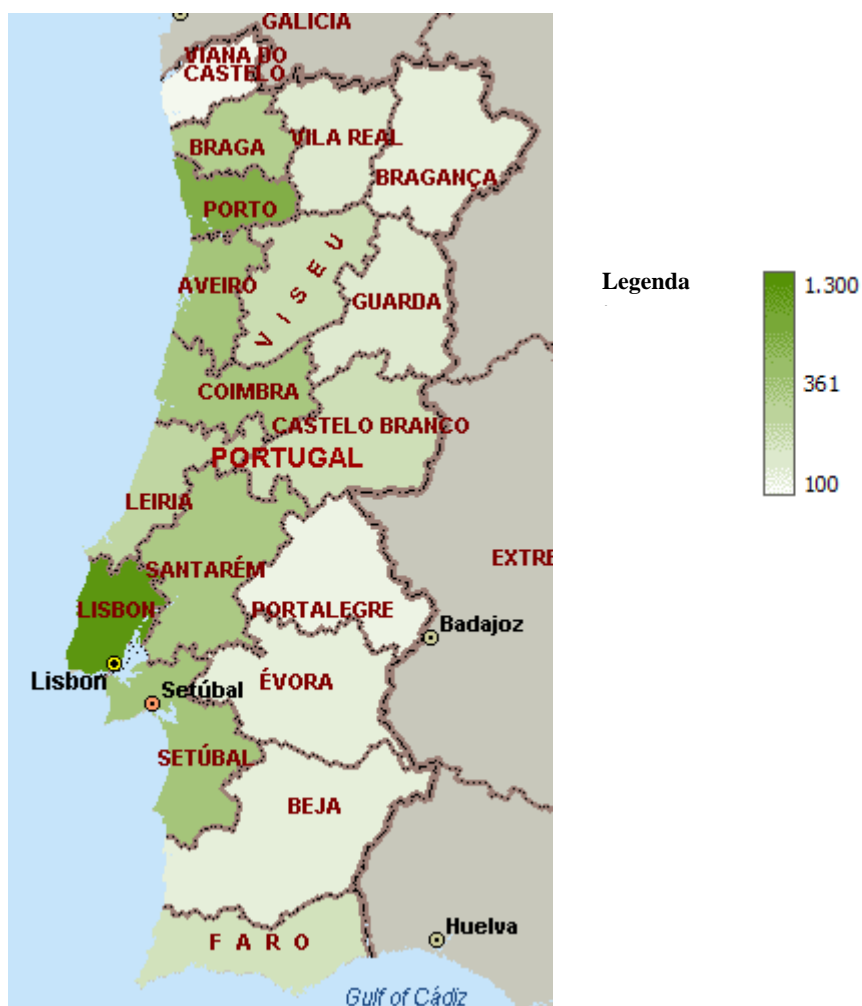 GALICIA
VIANA DO
CASTELO
BRAGA
VILA REAL
BRAGANÇA
PORTO
AVEIRO
VISEU
GUARDA
COIMBRA
CASTELO BRANCO
PORTUGAL
LEIRIA
SANTARÉM
EXTRE
LISBON
PORTALEGRE
Badajoz
Lisbon
Setúbal
ÉVORA
SETÚBAL
BEJA
FARO
Huelva
Gulf of Cádiz
Legenda
1.300
361
100